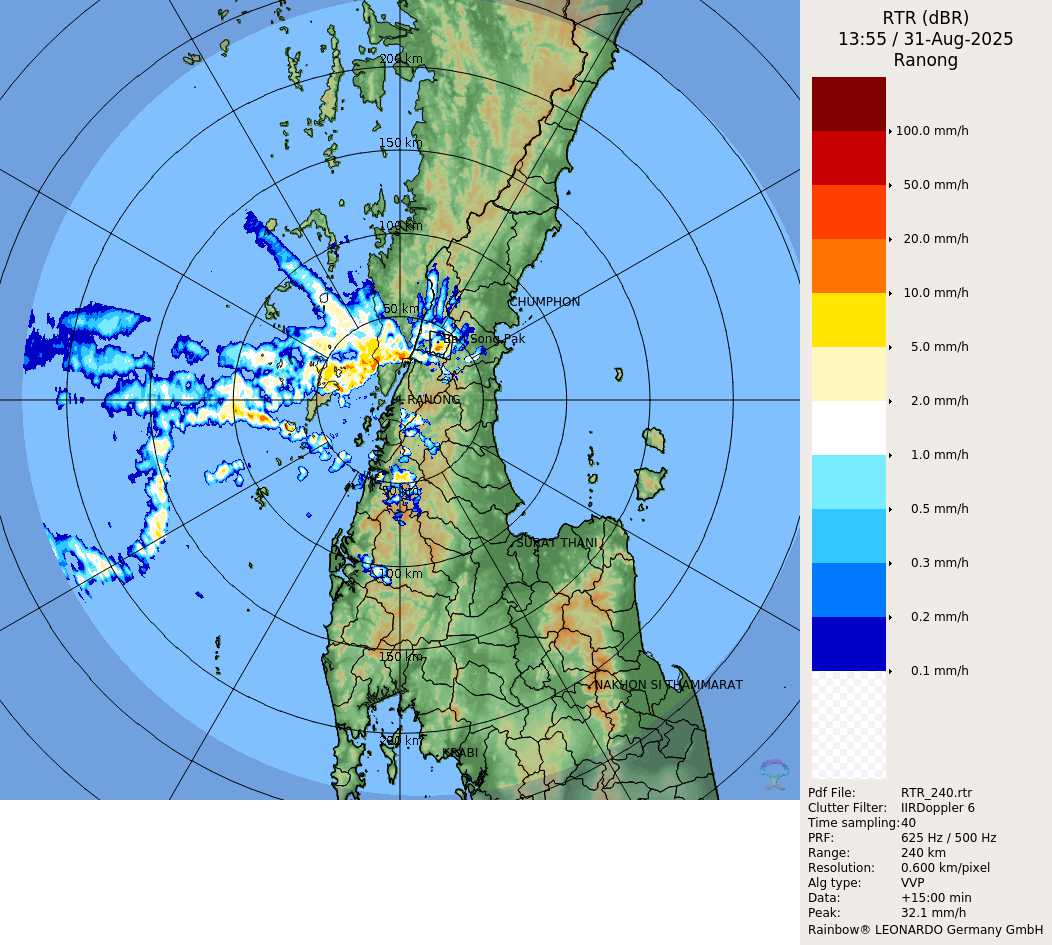 RTR (dBR)
13:55 / 31-Aug-2025
Ranong
200 km
150 km
100 km
50 km
CHUMPHON
Ban Song Pak
RANONG
50 km
SURAT THANI
100 km
150 km
NAKHON SI THAMMARAT
200 km
KRABI
100.0 mm/h
50.0 mm/h
20.0 mm/h
10.0 mm/h
5.0 mm/h
2.0 mm/h
1.0 mm/h
0.5 mm/h
0.3 mm/h
0.2 mm/h
0.1 mm/h
Pdf File: RTR_240.rtr
Clutter Filter: IIRDoppler 6
Time sampling:40
PRF: 625 Hz / 500 Hz
Range: 240 km
Resolution: 0.600 km/pixel
Alg type: VVP
Data: +15:00 min
Peak: 32.1 mm/h
Rainbow® LEONARDO Germany GmbH